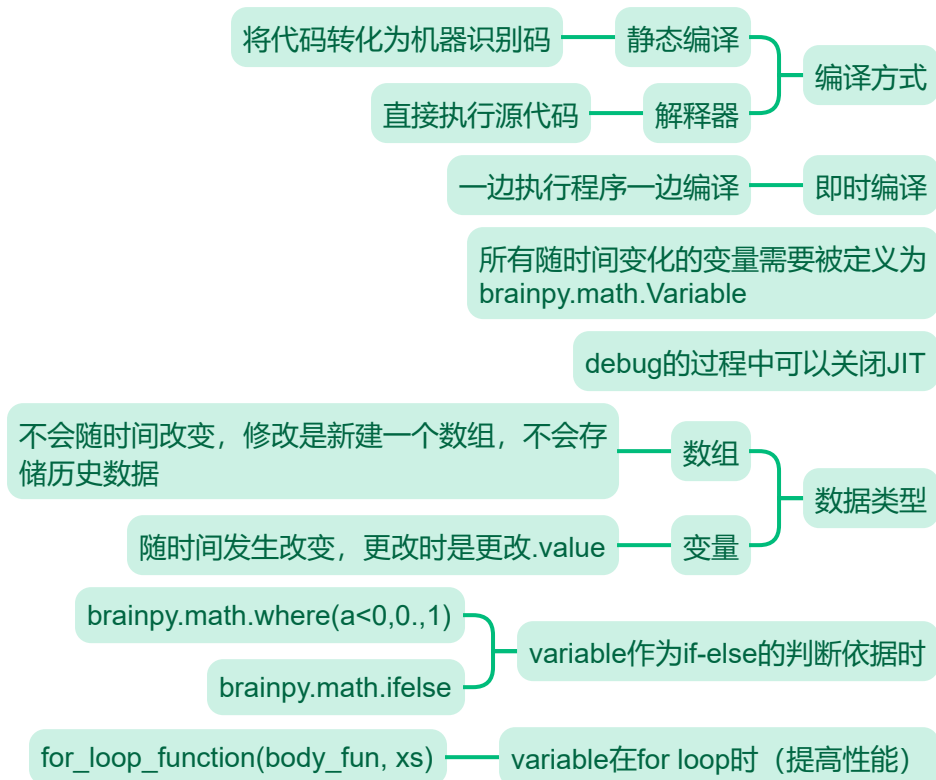 将代码转化为机器识别码
静态编译
编译方式
直接执行源代码
解释器
一边执行程序一边编译
即时编译
所有随时间变化的变量需要被定义为
brainpy.math.Variable
debug的过程中可以关闭JIT
不会随时间改变，修改是新建一个数组，不会存
储历史数据
数组
数据类型
随时间发生改变，更改时是更改.value
变量
brainpy.math.where(a<0,0.,1)
variable作为if-else的判断依据时
brainpy.math.ifelse
for_loop_function(body_fun, xs)
variable在for loop时（提高性能）